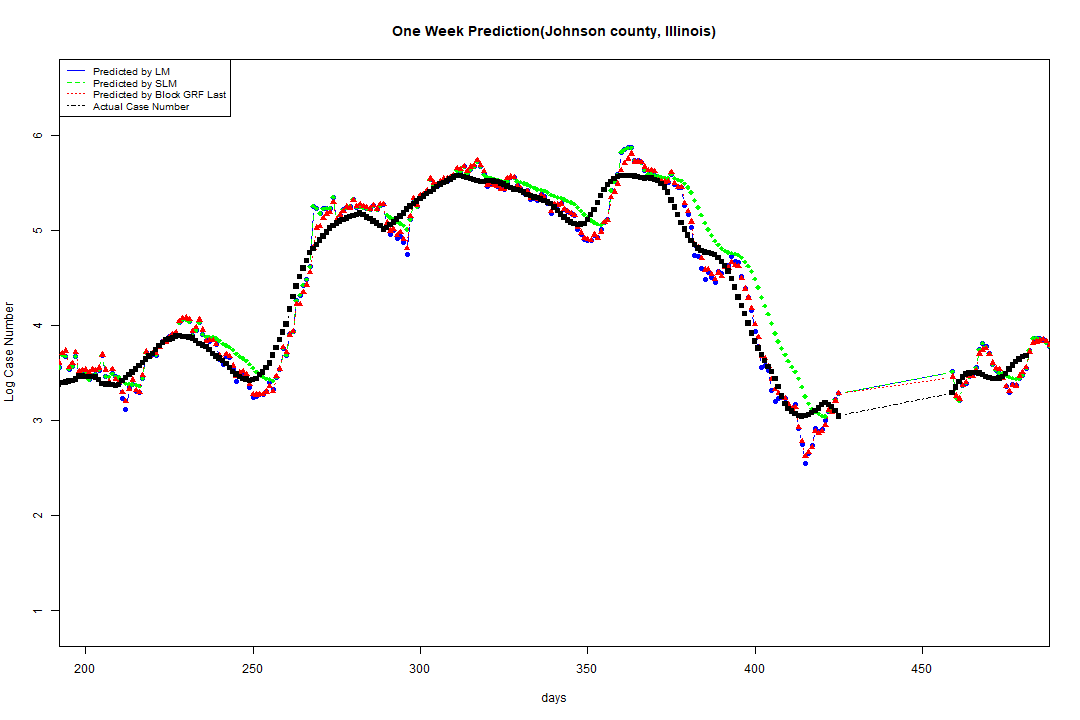 One Week Prediction(Johnson county, Illinois)
Predicted by LM
Predicted by SLM
Predicted by Block GRF Last
Actual Case Number
Log Case Number
6
5
4
3
2
1
200 250 300 350 400 450
days